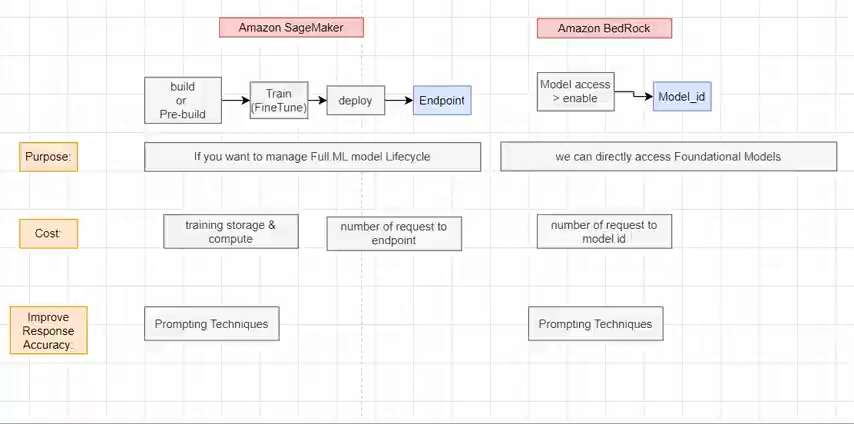 Amazon SageMaker
Amazon BedRock
build
or
Pre-build
Train
(FineTune)
deploy
Endpoint
Model access
> enable
Model_id
Purpose:
If you want to manage Full ML model Lifecycle
we can directly access Foundational Models
Cost:
training storage &
compute
number of request to
endpoint
number of request to
model id
Improve
Response
Accuracy:
Prompting Techniques
Prompting Techniques